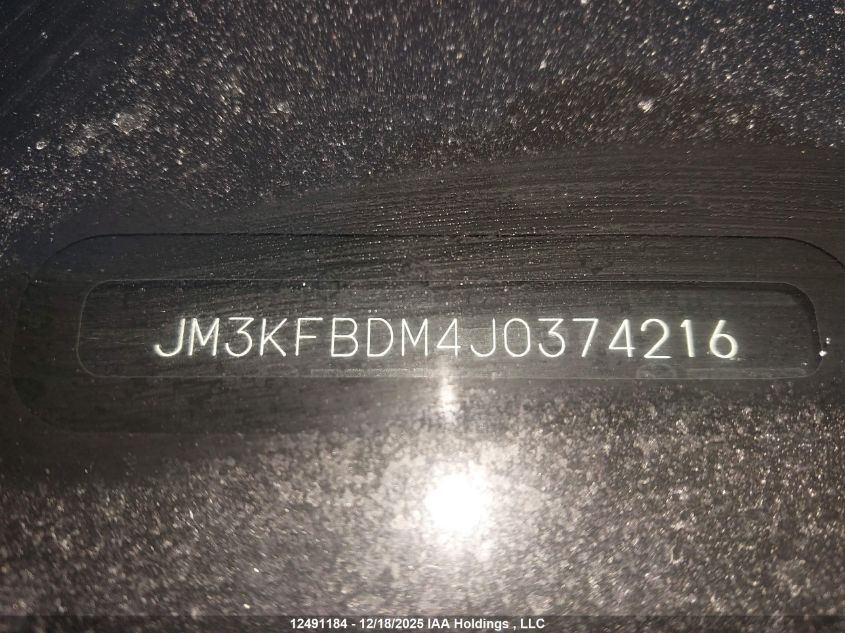 JM3KFBDM4J0374216
12491184 - 12/18/2025 IAA Holdings , LLC